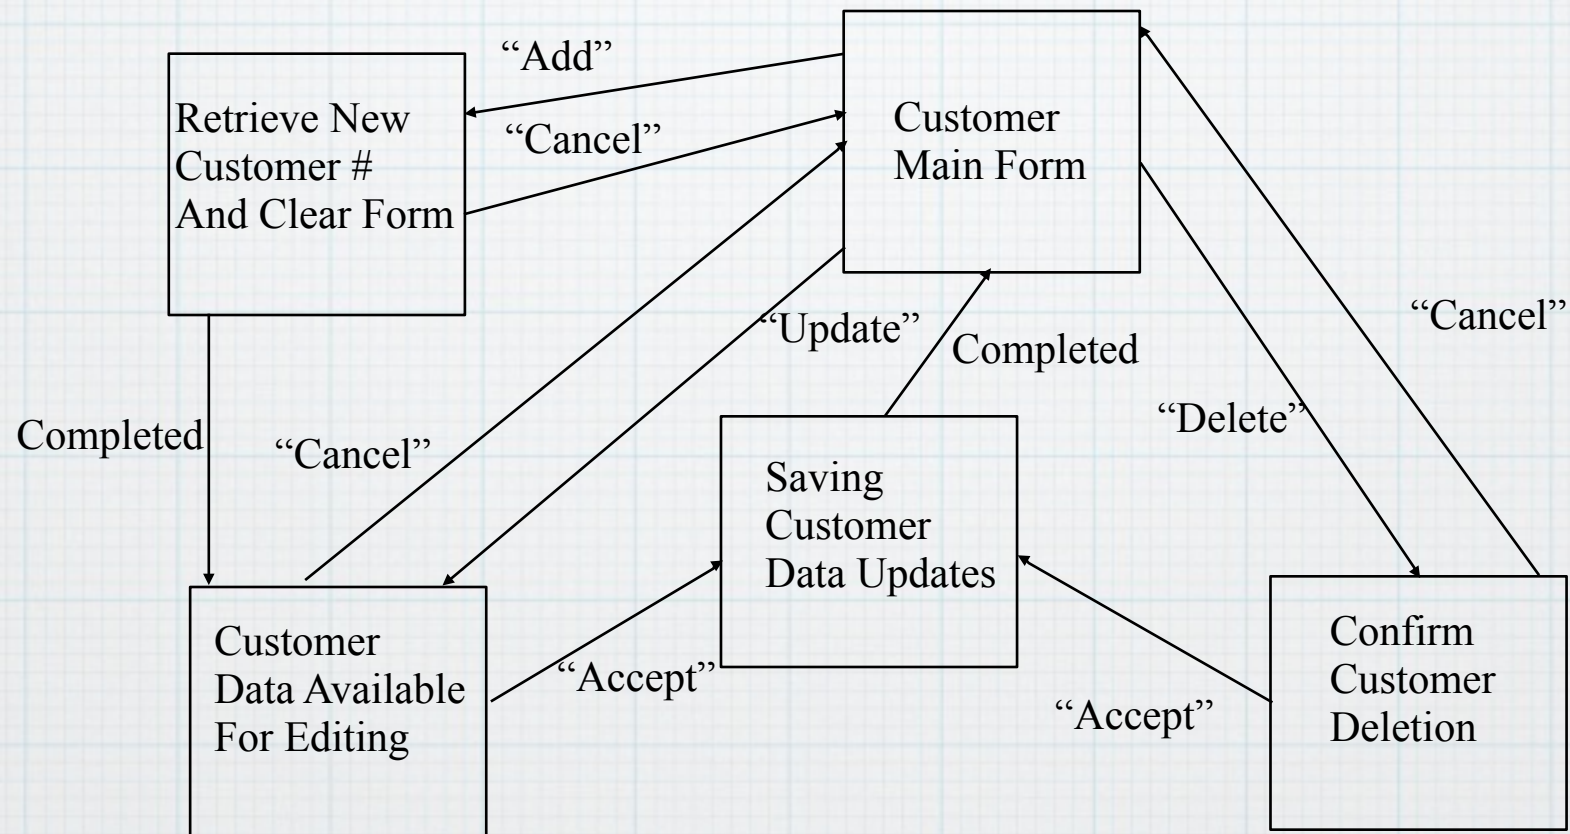 “Add”
Retrieve New
Customer #
And Clear Form
“Cancel”
Customer
Main Form
“Cancel”
“Update”
Completed
“Delete”
Completed
“Cancel”
Saving
Customer
Data Updates
Customer
Data Available
For Editing
“Accept”
“Accept”
Confirm
Customer
Deletion